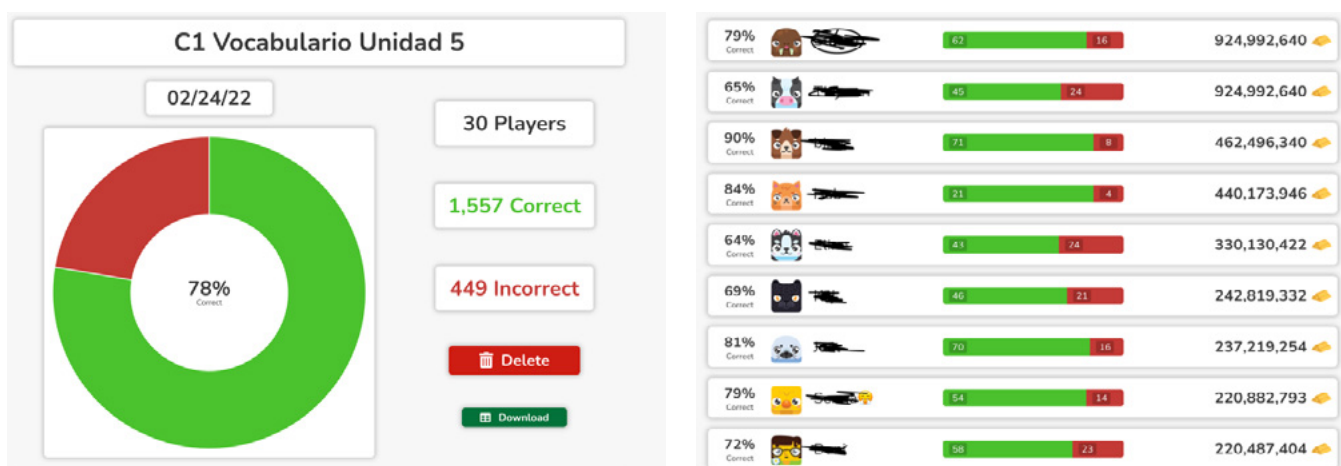 C1 Vocabulario Unidad 5
02/24/22
30 Players
1,557 Correct
449 Incorrect
78%
Correct
Delete
Download
79% 62 16 924,992,640
Correct
65% 45 24 924,992,640
Correct
90% 71 8 462,496,340
Correct
84% 21 4 440,173,946
Correct
64% 43 24 330,130,422
Correct
69% 46 21 242,819,332
Correct
81% 70 16 237,219,254
Correct
79% 54 14 220,882,793
Correct
72% 58 23 220,487,404
Correct